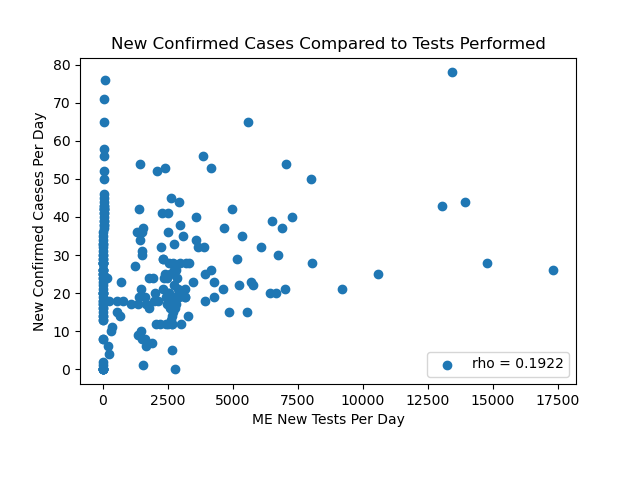 New Confirmed Cases Compared to Tests Performed
80
70
60
50
40
30
20
10
0
New Confirmed Caeses Per Day
rho = 0.1922
0 2500 5000 7500 10000 12500 15000 17500
ME New Tests Per Day